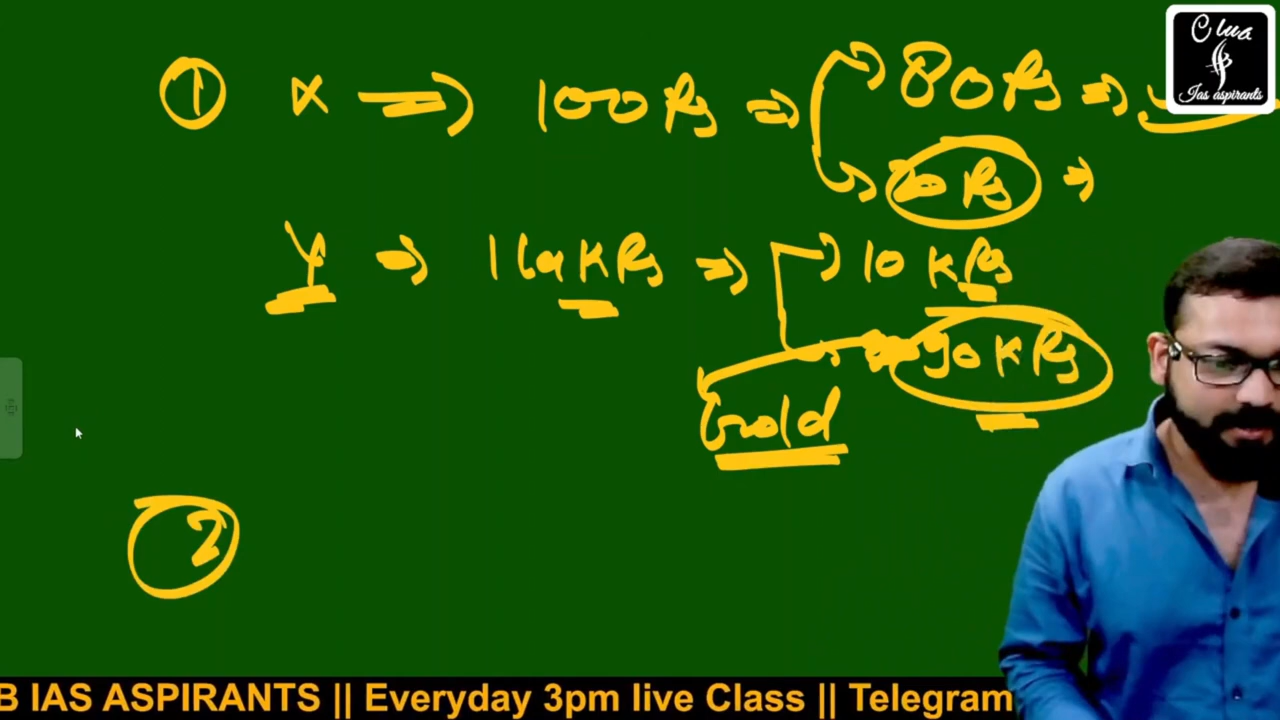 Clua
Ias aspirants
① X ⇒ 100 Rs ⇒ 80 Rs ⇒
20 Rs ⇒
Y ⇒ 1 lakh Rs ⇒ 10 K Rs
90 K Rs
Gold
②
B IAS ASPIRANTS || Everyday 3pm live Class || Telegram